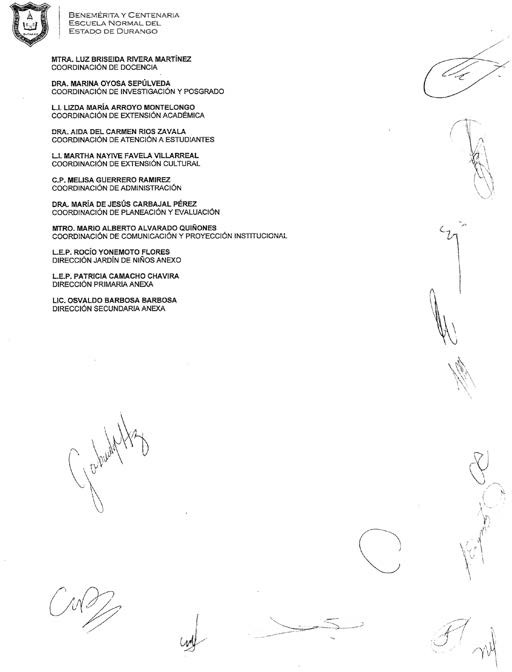 BENEMÉRITA Y CENTENARIA
ESCUELA NORMAL DEL
ESTADO DE DURANGO
MTRA. LUZ BRISEIDA RIVERA MARTÍNEZ
COORDINACIÓN DE DOCENCIA
DRA. MARINA OYOSA SEPÚLVEDA
COORDINACIÓN DE INVESTIGACIÓN Y POSGRADO
L.I. LIZDA MARÍA ARROYO MONTELONGO
COORDINACIÓN DE EXTENSIÓN ACADÉMICA
DRA. AIDA DEL CARMEN RIOS ZAVALA
COORDINACIÓN DE ATENCIÓN A ESTUDIANTES
L.I. MARTHA NAYIVE FAVELA VILLARREAL
COORDINACIÓN DE EXTENSIÓN CULTURAL
C.P. MELISA GUERRERO RAMIREZ
COORDINACIÓN DE ADMINISTRACIÓN
DRA. MARÍA DE JESÚS CARBAJAL PÉREZ
COORDINACIÓN DE PLANEACIÓN Y EVALUACIÓN
MTRO. MARIO ALBERTO ALVARADO QUIÑONES
COORDINACIÓN DE COMUNICACIÓN Y PROYECCIÓN INSTITUCIONAL
L.E.P. ROCÍO YONEMOTO FLORES
DIRECCIÓN JARDÍN DE NIÑOS ANEXO
L.E.P. PATRICIA CAMACHO CHAVIRA
DIRECCIÓN PRIMARIA ANEXA
LIC. OSVALDO BARBOSA BARBOSA
DIRECCIÓN SECUNDARIA ANEXA